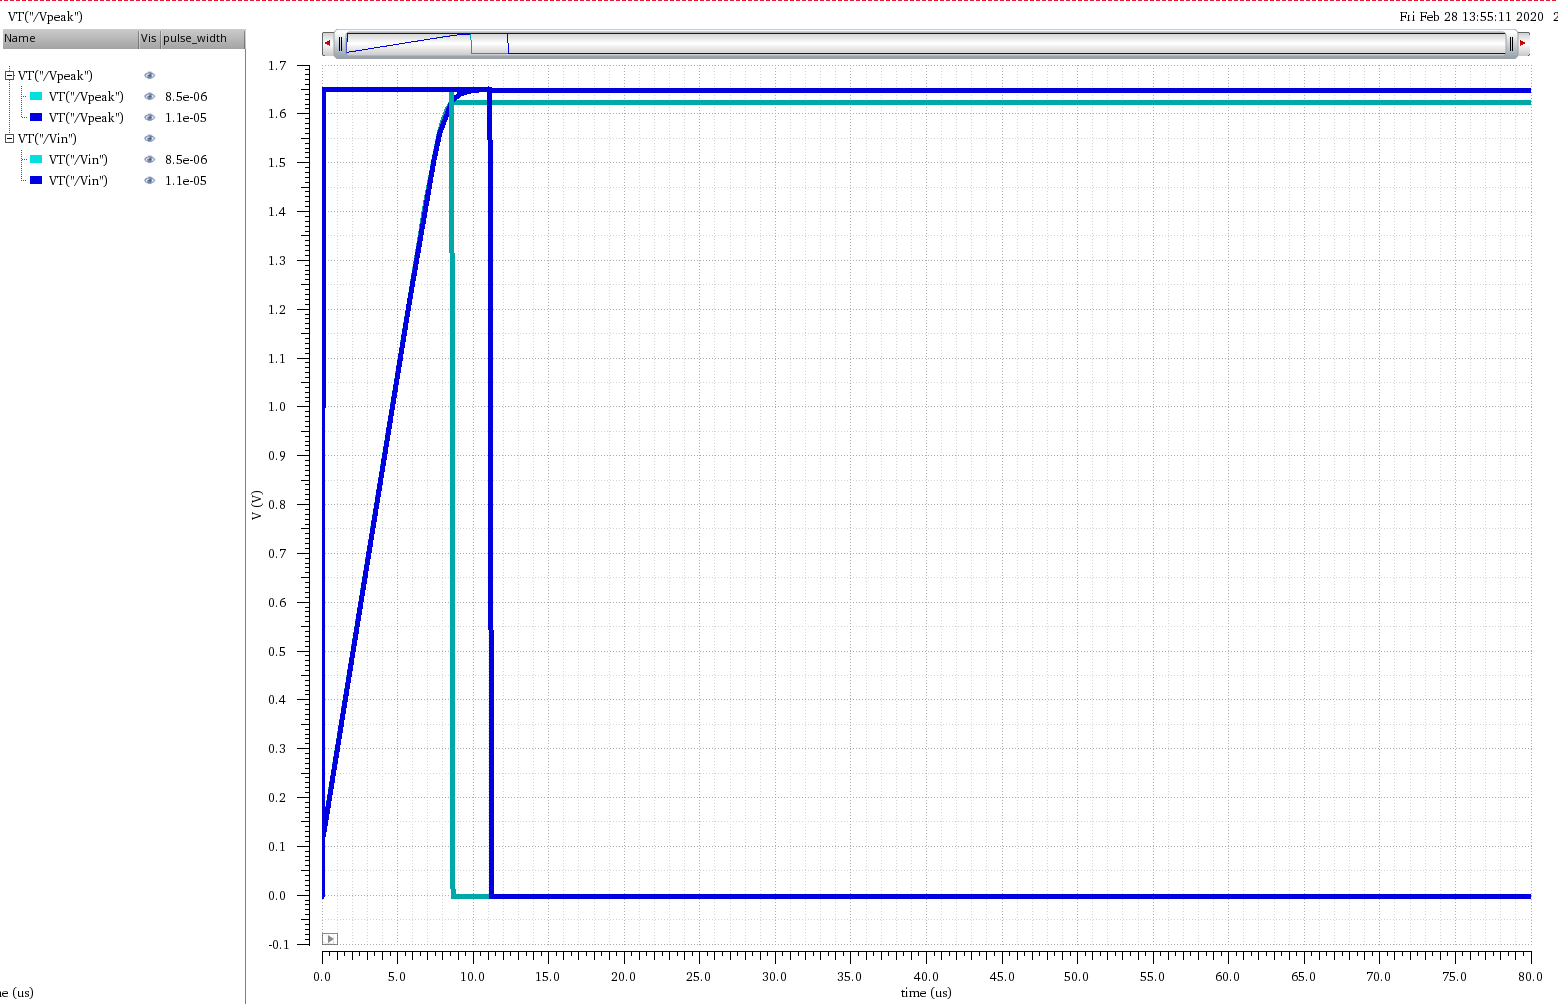 VT("/Vpeak")
Fri Feb 28 13:55:11 2020 2
Name Vis pulse_width
VT("/Vpeak")
VT("/Vpeak") 8.5e-06
VT("/Vpeak") 1.1e-05
VT("/Vin")
VT("/Vin") 8.5e-06
VT("/Vin") 1.1e-05
1.7
1.6
1.5
1.4
1.3
1.2
1.1
1.0
0.9
0.8
0.7
0.6
0.5
0.4
0.3
0.2
0.1
0.0
-0.1
V (V)
0.0 5.0 10.0 15.0 20.0 25.0 30.0 35.0 40.0 45.0 50.0 55.0 60.0 65.0 70.0 75.0 80.0
time (us)
e (us)